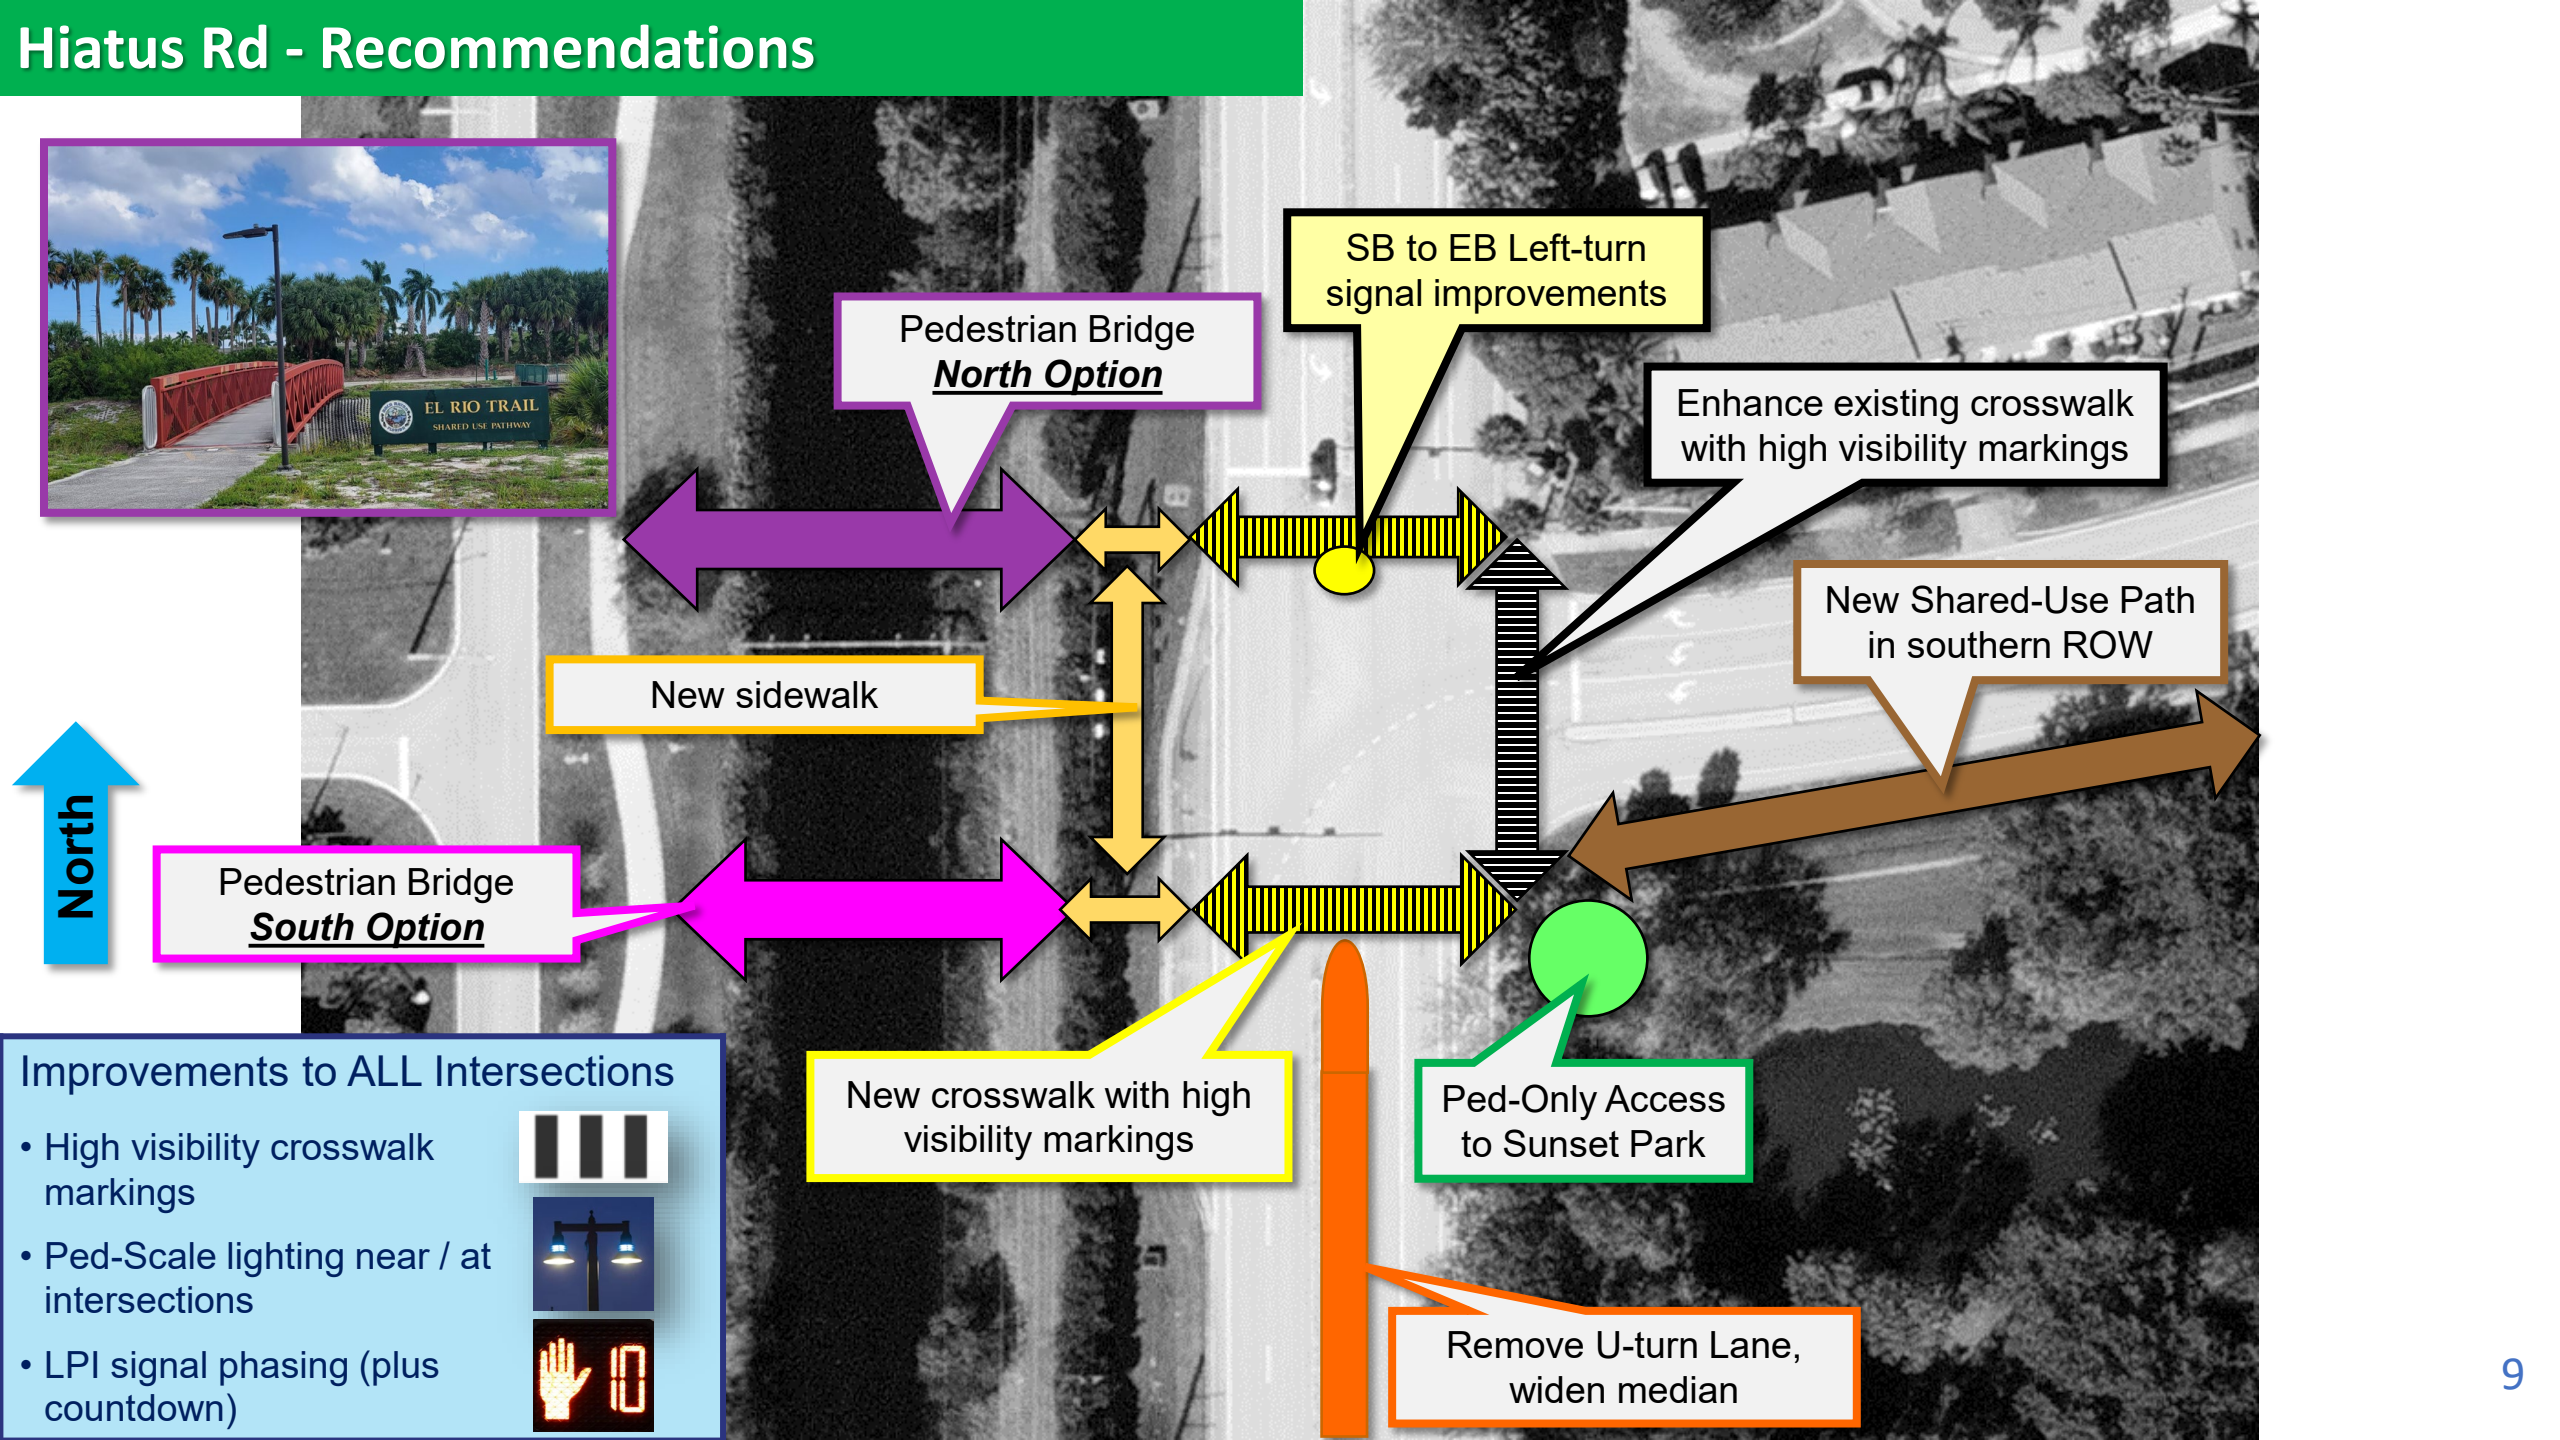 Hiatus Rd - Recommendations
EL RIO TRAIL
SHARED USE PATHWAY
Pedestrian Bridge
North Option
SB to EB Left-turn
signal improvements
Enhance existing crosswalk
with high visibility markings
New Shared-Use Path
in southern ROW
New sidewalk
North
Pedestrian Bridge
South Option
New crosswalk with high
visibility markings
Ped-Only Access
to Sunset Park
Remove U-turn Lane,
widen median
Improvements to ALL Intersections
• High visibility crosswalk
markings
• Ped-Scale lighting near / at
intersections
• LPI signal phasing (plus
countdown)
10
9